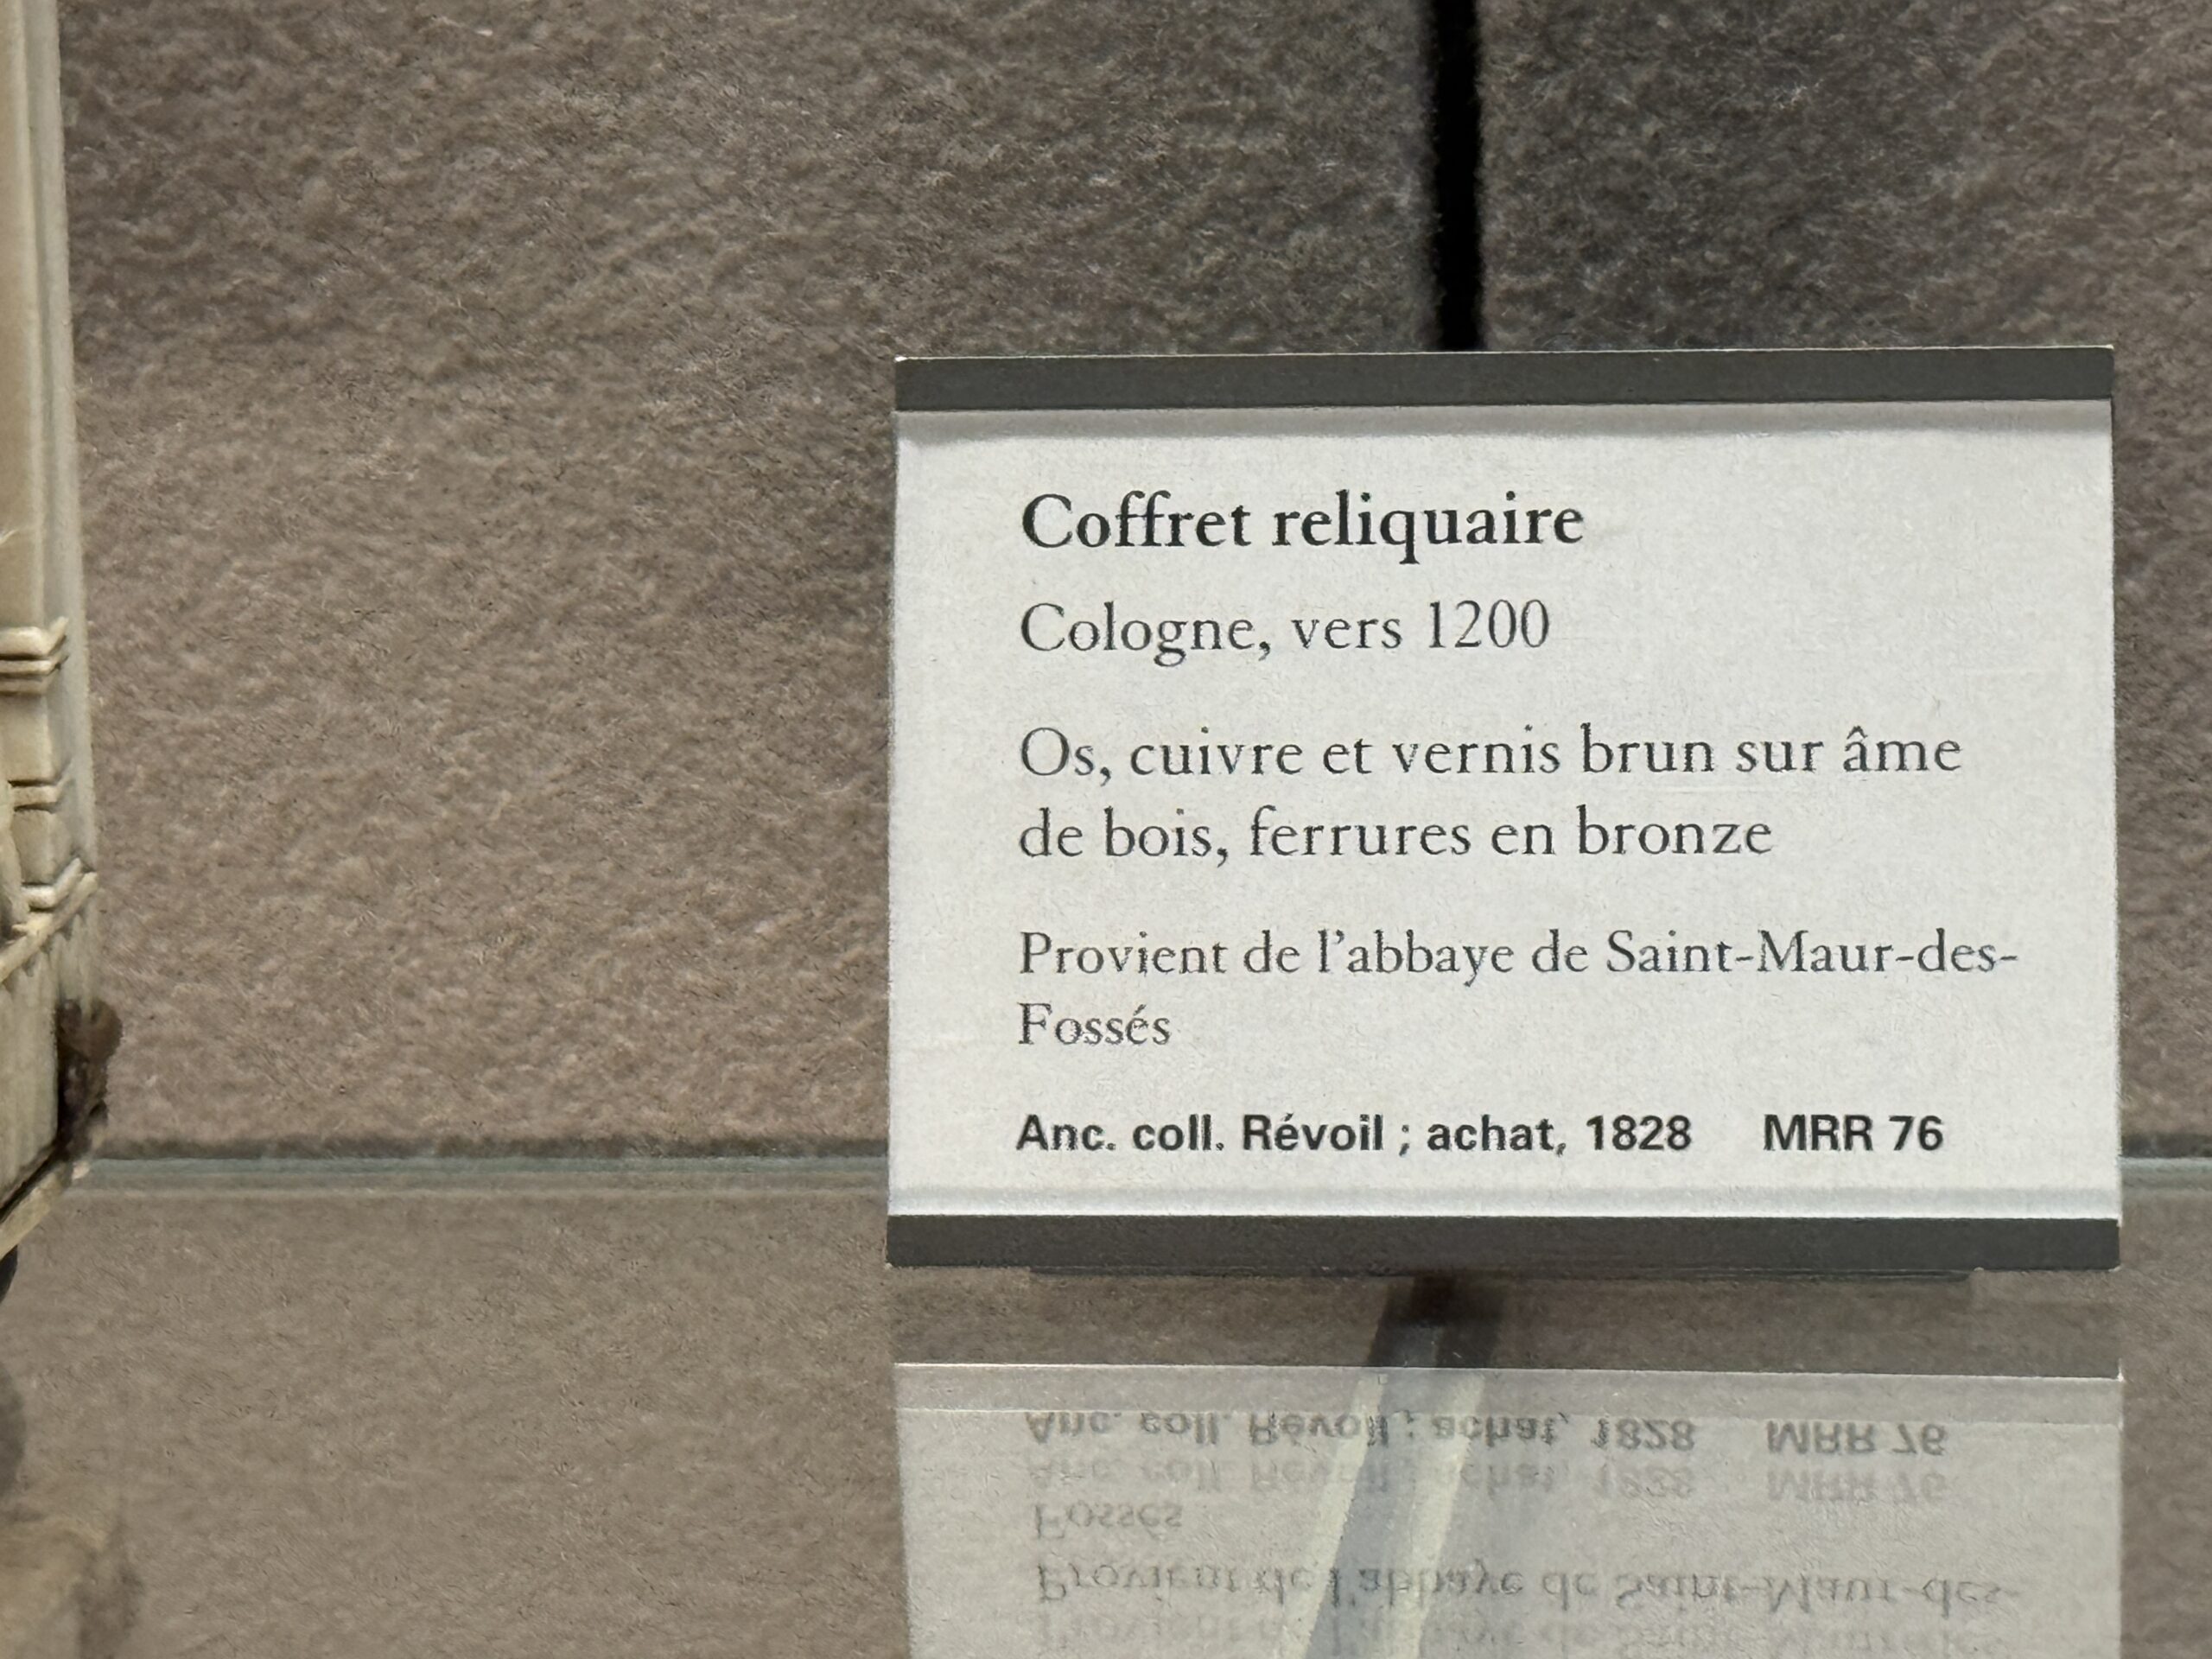 Coffret reliquaire
Cologne, vers 1200
Os, cuivre et vernis brun sur âme
de bois, ferrures en bronze
Provient de l'abbaye de Saint-Maur-des-
Fossés
Anc. coll. Révoil ; achat, 1828 MRR 76